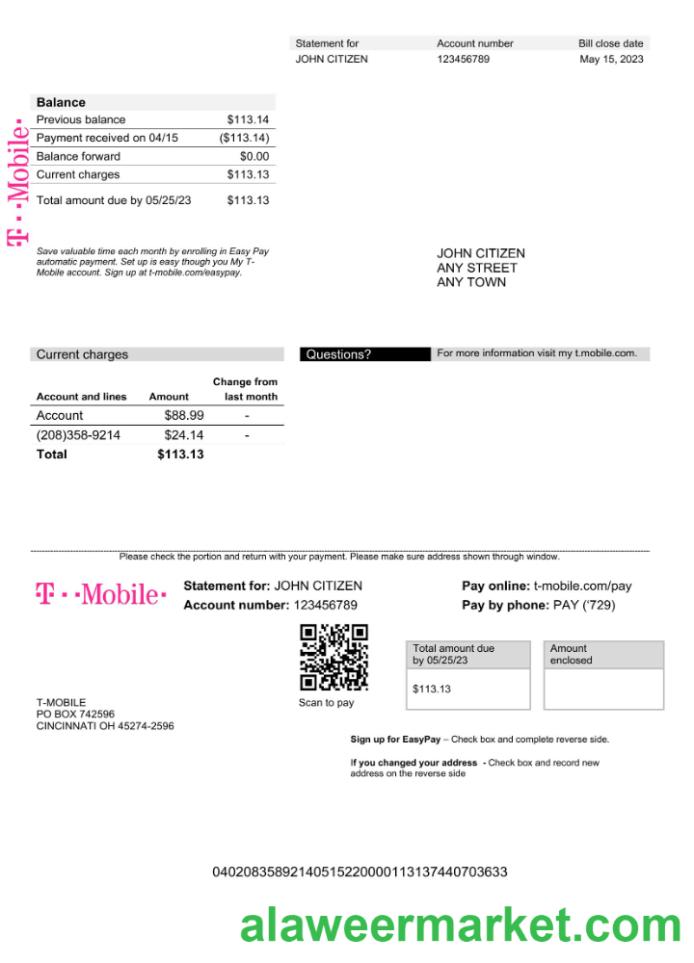 Statement for Account number Bill close date
JOHN CITIZEN 123456789 May 15, 2023
Balance
Previous balance $113.14
Payment received on 04/15 ($113.14)
Balance forward $0.00
Current charges $113.13
Total amount due by 05/25/23 $113.13
T··Mobile·
Save valuable time each month by enrolling in Easy Pay
automatic payment. Set up is easy though you My T-
Mobile account. Sign up at t-mobile.com/easypay.
JOHN CITIZEN
ANY STREET
ANY TOWN
Current charges
Questions? For more information visit my t.mobile.com.
Change from
Account and lines Amount last month
Account $88.99 -
(208)358-9214 $24.14 -
Total $113.13
Please check the portion and return with your payment. Please make sure address shown through window.
T··Mobile·
Statement for: JOHN CITIZEN
Account number: 123456789
Pay online: t-mobile.com/pay
Pay by phone: PAY ('729)
Scan to pay
Total amount due
by 05/25/23
$113.13
Amount
enclosed
T-MOBILE
PO BOX 742596
CINCINNATI OH 45274-2596
Sign up for EasyPay – Check box and complete reverse side.
If you changed your address - Check box and record new
address on the reverse side
040208358921405152200001131374407036​33
alaweermarket.com